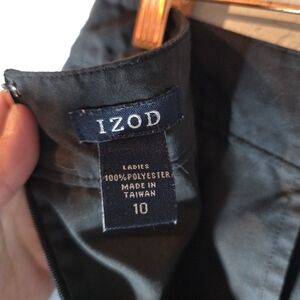 IZOD
LADIES
100% POLYESTER
MADE IN
TAIWAN
10